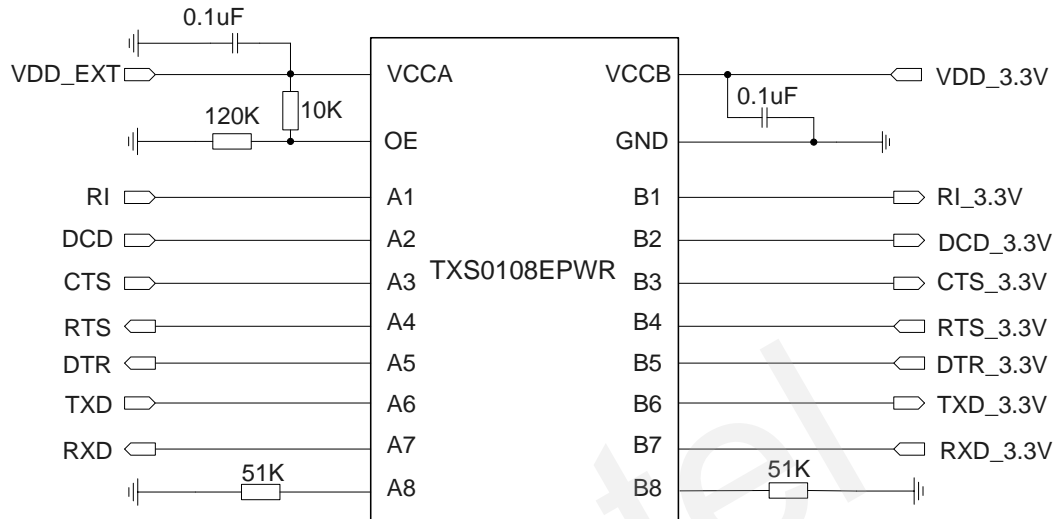 0.1uF
VDD_EXT VCCA VCCB VDD_3.3V
0.1uF
120K 10K
OE GND
RI A1 B1 RI_3.3V
DCD A2 B2 DCD_3.3V
TXS0108EPWR
CTS A3 B3 CTS_3.3V
RTS A4 B4 RTS_3.3V
DTR A5 B5 DTR_3.3V
TXD A6 B6 TXD_3.3V
RXD A7 B7 RXD_3.3V
51K 51K
A8 B8
tel